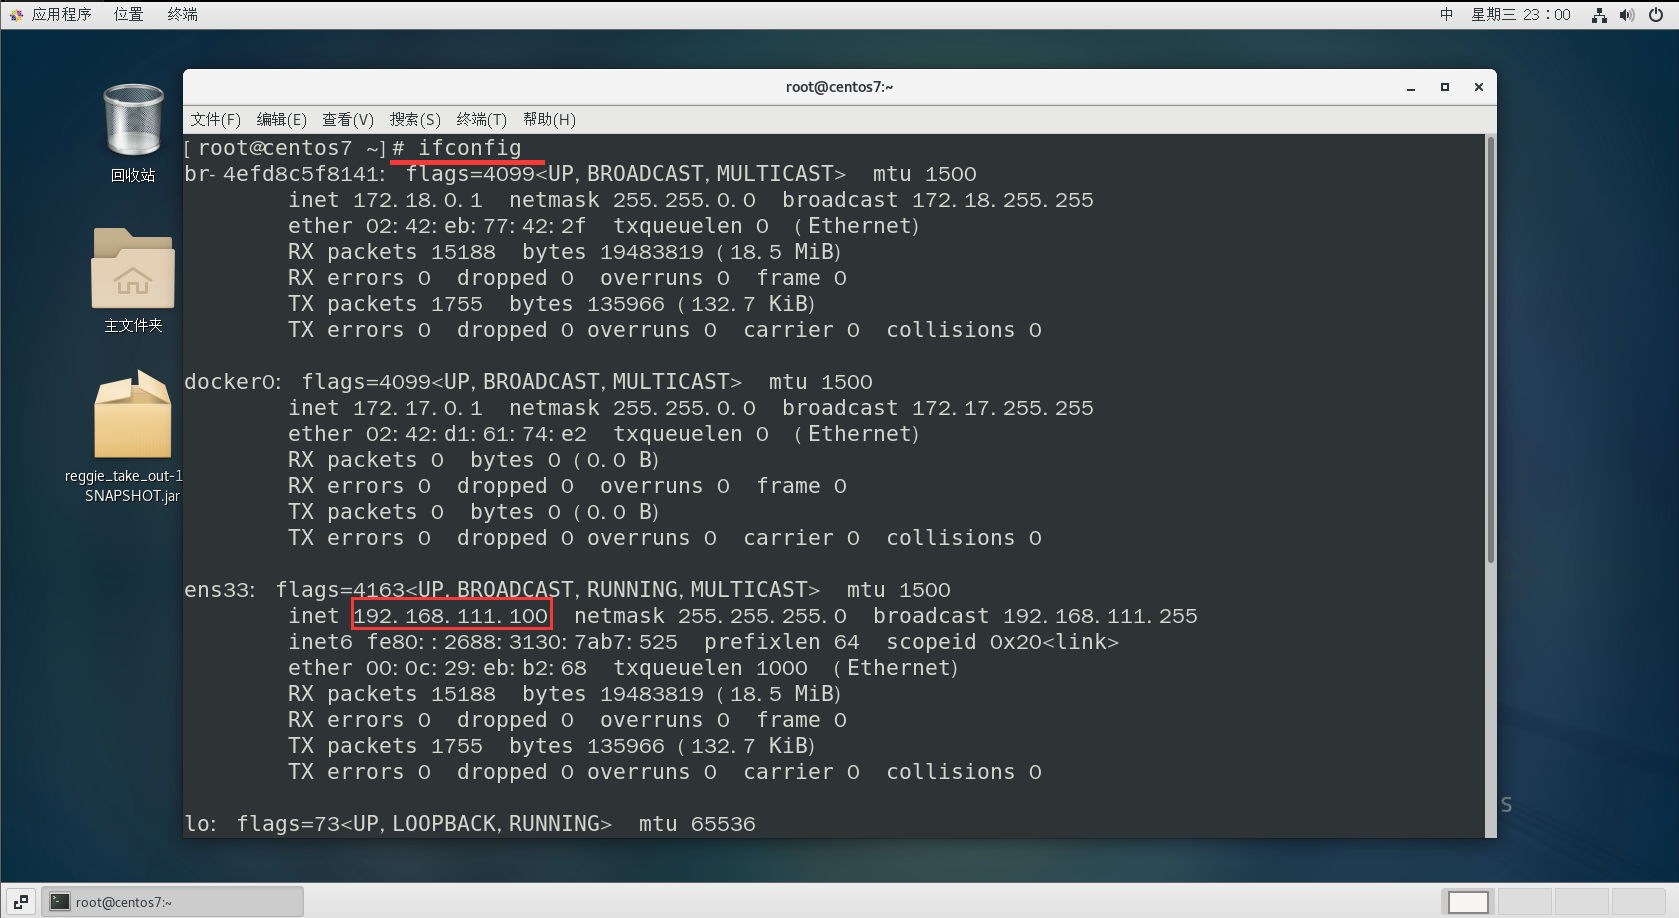 应用程序 位置 终端 中 星期三 23：00
root@centos7:~
文件(F) 编辑(E) 查看(V) 搜索(S) 终端(T) 帮助(H)
回收站
主文件夹
reggie_take_out-1
SNAPSHOT.jar
[root@centos7 ~]# ifconfig
br-4efd8c5f8141: flags=4099<UP,BROADCAST,MULTICAST>  mtu 1500
        inet 172.18.0.1  netmask 255.255.0.0  broadcast 172.18.255.255
        ether 02:42:eb:77:42:2f  txqueuelen 0  (Ethernet)
        RX packets 15188  bytes 19483819 (18.5 MiB)
        RX errors 0  dropped 0  overruns 0  frame 0
        TX packets 1755  bytes 135966 (132.7 KiB)
        TX errors 0  dropped 0 overruns 0  carrier 0  collisions 0
docker0: flags=4099<UP,BROADCAST,MULTICAST>  mtu 1500
        inet 172.17.0.1  netmask 255.255.0.0  broadcast 172.17.255.255
        ether 02:42:d1:61:74:e2  txqueuelen 0  (Ethernet)
        RX packets 0  bytes 0 (0.0 B)
        RX errors 0  dropped 0  overruns 0  frame 0
        TX packets 0  bytes 0 (0.0 B)
        TX errors 0  dropped 0 overruns 0  carrier 0  collisions 0
ens33: flags=4163<UP,BROADCAST,RUNNING,MULTICAST>  mtu 1500
        inet 192.168.111.100  netmask 255.255.255.0  broadcast 192.168.111.255
        inet6 fe80::2688:3130:7ab7:525  prefixlen 64  scopeid 0x20<link>
        ether 00:0c:29:eb:b2:68  txqueuelen 1000  (Ethernet)
        RX packets 15188  bytes 19483819 (18.5 MiB)
        RX errors 0  dropped 0  overruns 0  frame 0
        TX packets 1755  bytes 135966 (132.7 KiB)
        TX errors 0  dropped 0 overruns 0  carrier 0  collisions 0
lo: flags=73<UP,LOOPBACK,RUNNING>  mtu 65536
S
root@centos7:~